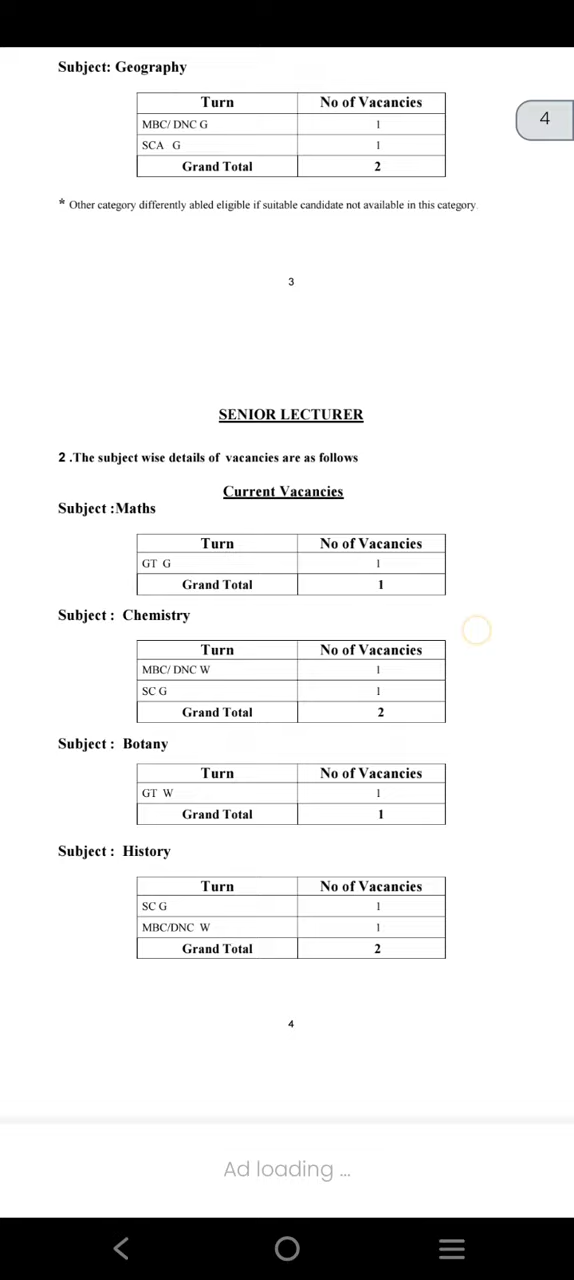 Subject: Geography
4
Turn No of Vacancies
MBC/ DNC G 1
SCA G 1
Grand Total 2
* Other category differently abled eligible if suitable candidate not available in this category.
3
SENIOR LECTURER
2 .The subject wise details of vacancies are as follows
Current Vacancies
Subject :Maths
Turn No of Vacancies
GT G 1
Grand Total 1
Subject : Chemistry
Turn No of Vacancies
MBC/ DNC W 1
SC G 1
Grand Total 2
Subject : Botany
Turn No of Vacancies
GT W 1
Grand Total 1
Subject : History
Turn No of Vacancies
SC G 1
MBC/DNC W 1
Grand Total 2
4
Ad loading ...